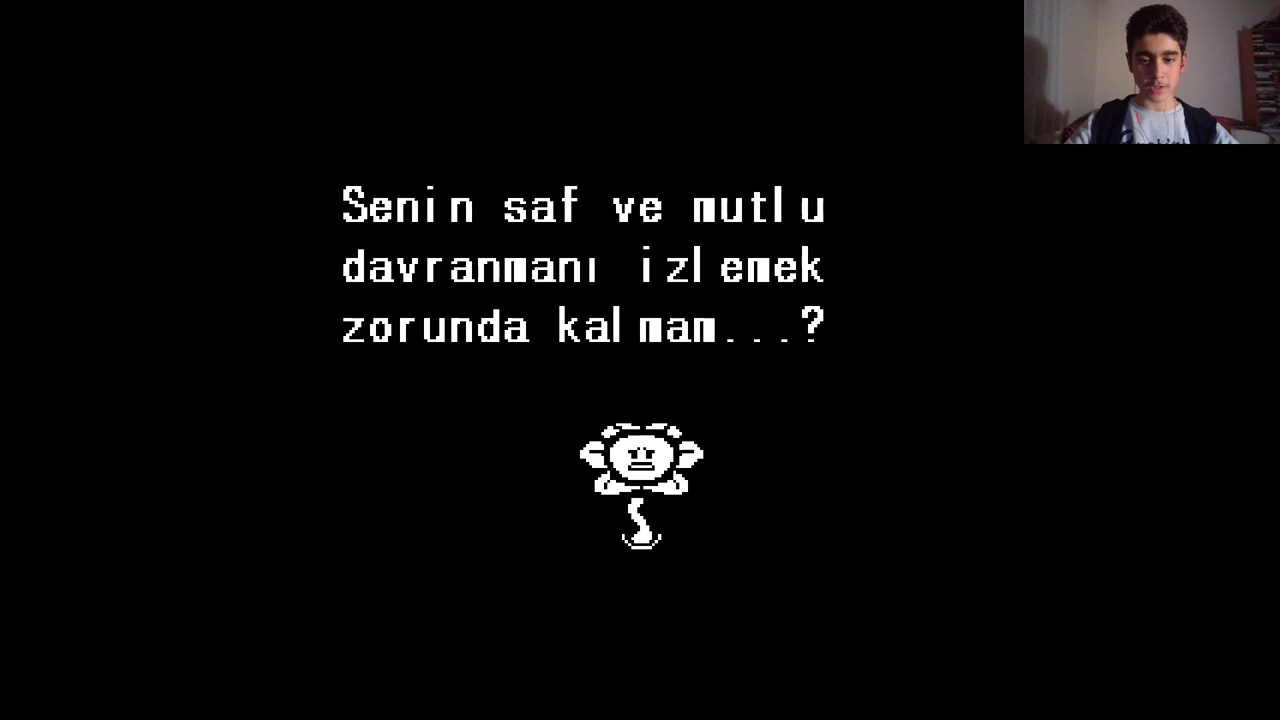 Senin saf ve mutlu
davranmanı izlemek
zorunda kalmam...?